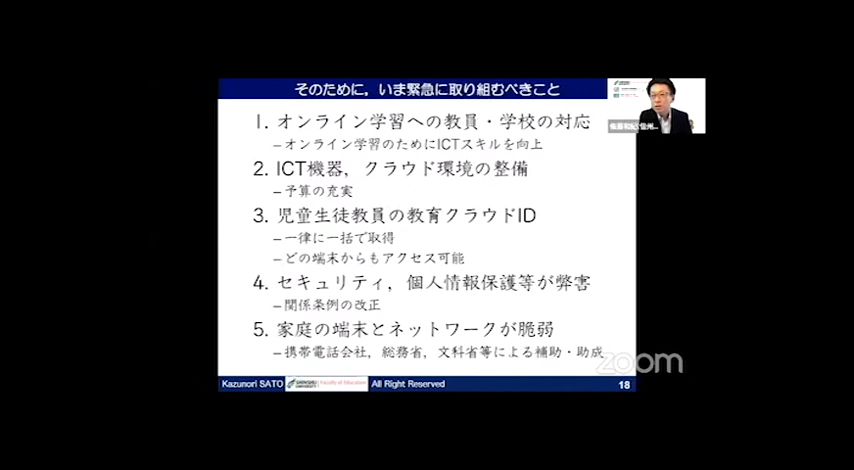 そのために，いま緊急に取り組むべきこと
1. オンライン学習への教員・学校の対応
–オンライン学習のためにICTスキルを向上
2. ICT機器，クラウド環境の整備
–予算の充実
3. 児童生徒教員の教育クラウドID
–一律に一括で取得
–どの端末からもアクセス可能
4. セキュリティ，個人情報保護等が弊害
–関係条例の改正
5. 家庭の端末とネットワークが脆弱
–携帯電話会社，総務省，文科省等による補助・助成
zoom
Kazunori SATO SHINSHU UNIVERSITY Faculty of Education All Right Reserved 18